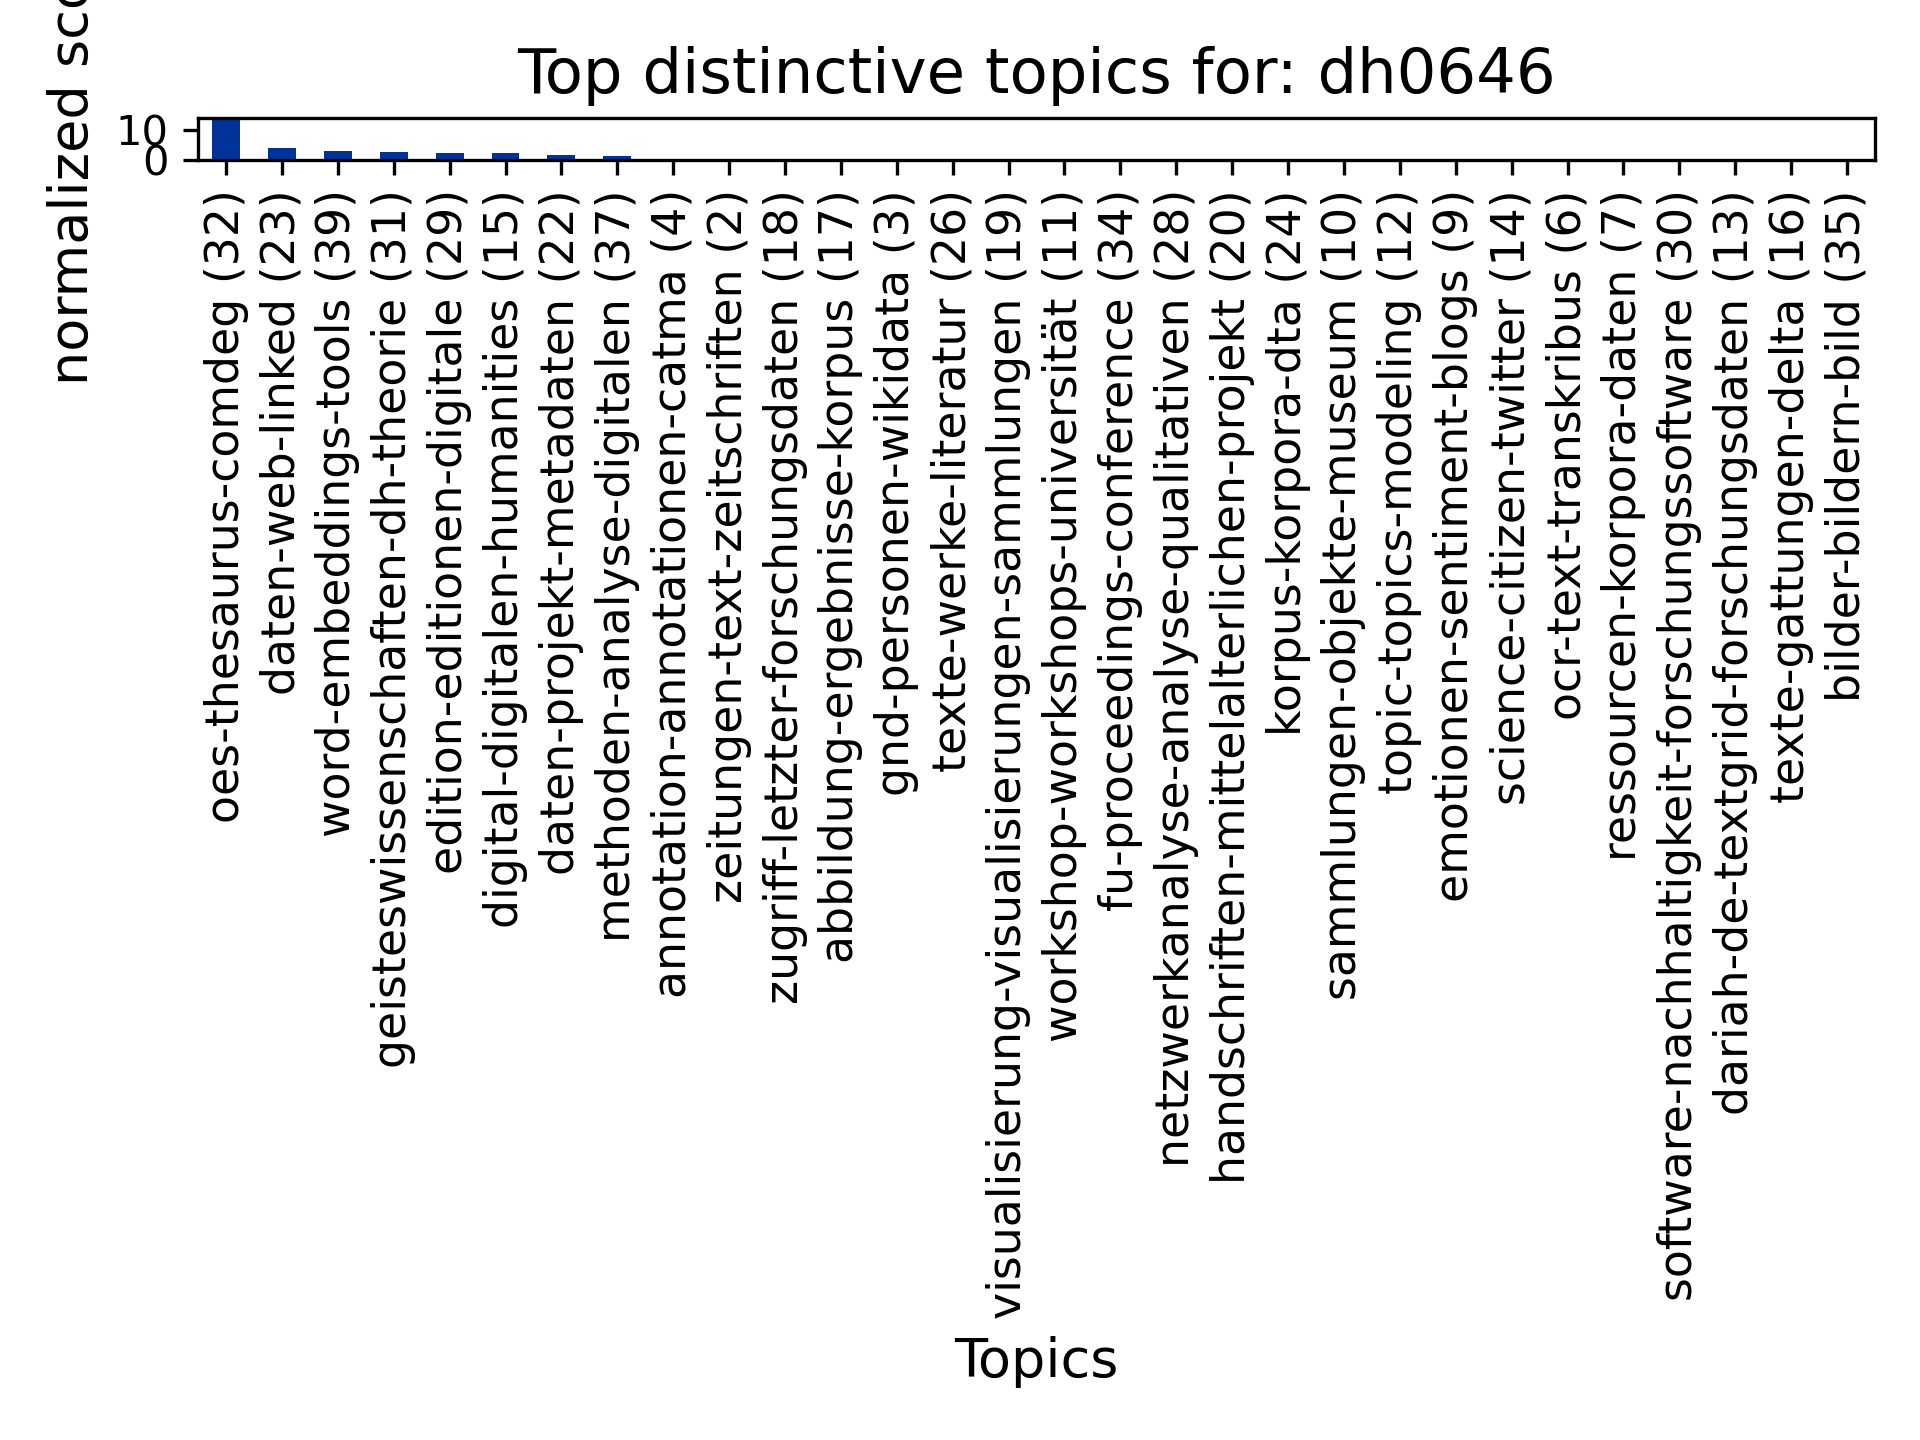 Top distinctive topics for: dh0646
normalized
10
0
oes-thesaurus-comdeg (32)
daten-web-linked (23)
word-embeddings-tools (39)
geisteswissenschaften-dh-theorie (31)
edition-editionen-digitale (29)
digital-digitalen-humanities (15)
daten-projekt-metadaten (22)
methoden-analyse-digitalen (37)
annotation-annotationen-catma (4)
zeitungen-text-zeitschriften (2)
zugriff-letzter-forschungsdaten (18)
abbildung-ergebnisse-korpus (17)
gnd-personen-wikidata (3)
texte-werke-literatur (26)
visualisierung-visualisierungen-sammlungen (19)
workshop-workshops-universität (11)
fu-proceedings-conference (34)
netzwerkanalyse-analyse-qualitativen (28)
handschriften-mittelalterlichen-projekt (20)
korpus-korpora-dta (24)
sammlungen-objekte-museum (10)
topic-topics-modeling (12)
emotionen-sentiment-blogs (9)
science-citizen-twitter (14)
ocr-text-transkribus (6)
ressourcen-korpora-daten (7)
software-nachhaltigkeit-forschungssoftware (30)
dariah-de-textgrid-forschungsdaten (13)
texte-gattungen-delta (16)
bilder-bildern-bild (35)
Topics